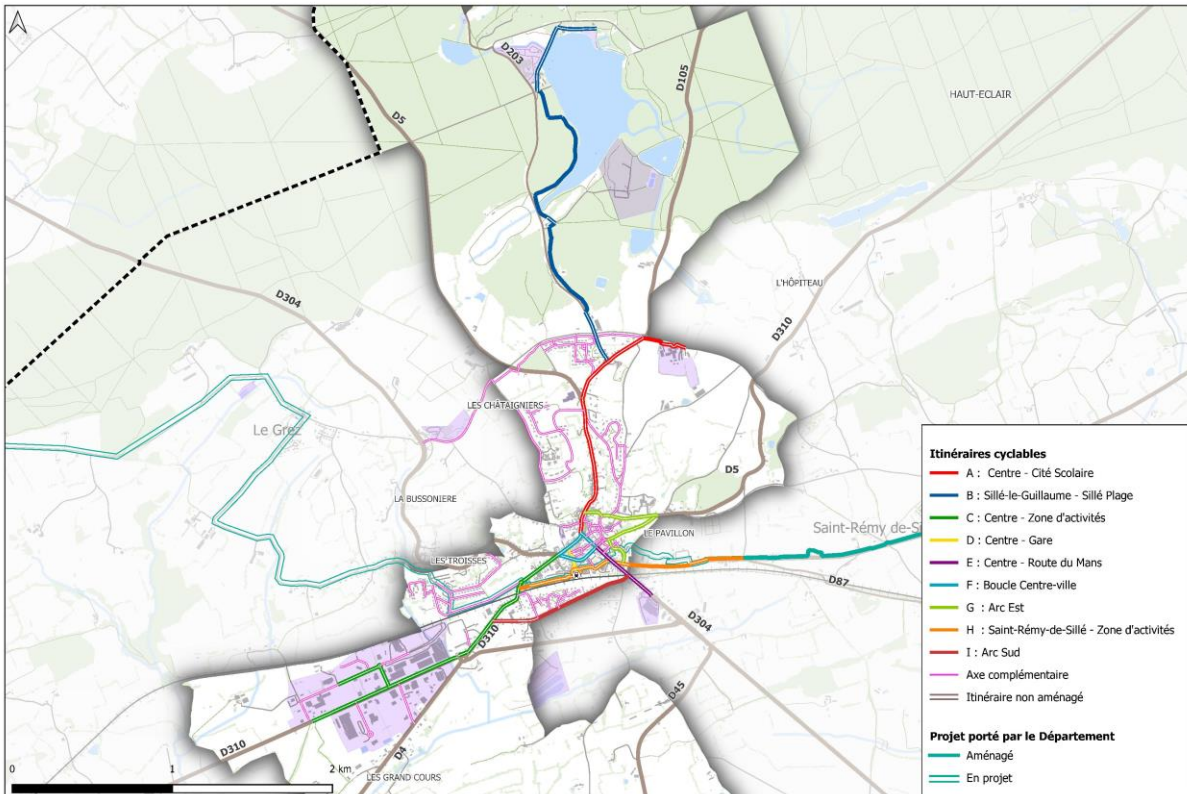 D203
D105
D5
HAUT-ECLAIR
L'HÔPITEAU
D304
D310
LES CHÂTAIGNIERS
Le Grez
D5
LA BUSSONIERE
LE PAVILLON
Saint-Rémy de-Si
LES TROISSES
D87
D310
D304
D45
D310
D4
LES GRAND COURS
0 1 2 km
Itinéraires cyclables
A : Centre - Cité Scolaire
B : Sillé-le-Guillaume - Sillé Plage
C : Centre - Zone d'activités
D : Centre - Gare
E : Centre - Route du Mans
F : Boucle Centre-ville
G : Arc Est
H : Saint-Rémy-de-Sillé - Zone d'activités
I : Arc Sud
Axe complémentaire
Itinéraire non aménagé
Projet porté par le Département
Aménagé
En projet